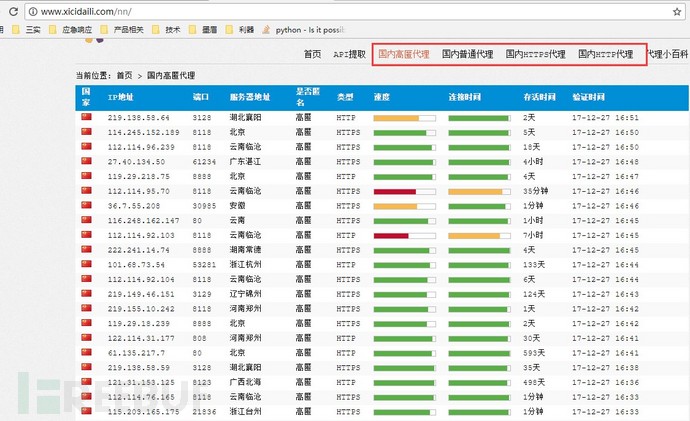 www.xicidaili.com/nn/
三实 应急响应 产品相关 技术 墨眉 利器 python - Is it possib
首页 API提取 国内高匿代理 国内普通代理 国内HTTPS代理 国内HTTP代理 代理小百科
当前位置: 首页 > 国内高匿代理
国家 IP地址 端口 服务器地址 是否匿名 类型 速度 连接时间 存活时间 验证时间
219.138.58.64 3128 湖北襄阳 高匿 HTTP 2天 17-12-27 16:51
114.245.152.189 8118 北京 高匿 HTTPS 5天 17-12-27 16:50
112.114.96.239 8118 云南临沧 高匿 HTTPS 18天 17-12-27 16:50
27.40.134.50 61234 广东湛江 高匿 HTTPS 4小时 17-12-27 16:48
119.29.218.75 8888 北京 高匿 HTTP 4天 17-12-27 16:47
112.114.95.70 8118 云南临沧 高匿 HTTPS 35分钟 17-12-27 16:46
36.7.55.208 30985 安徽 高匿 HTTPS 1分钟 17-12-27 16:46
116.248.162.147 80 云南 高匿 HTTPS 1小时 17-12-27 16:45
112.114.92.103 8118 云南临沧 高匿 HTTP 7小时 17-12-27 16:44
222.241.14.74 8888 湖南常德 高匿 HTTPS 4天 17-12-27 16:45
101.68.73.54 53281 浙江杭州 高匿 HTTP 133天 17-12-27 16:44
112.114.92.104 8118 云南临沧 高匿 HTTPS 6天 17-12-27 16:44
219.149.46.151 3129 辽宁锦州 高匿 HTTPS 124天 17-12-27 16:43
219.155.10.242 8118 河南郑州 高匿 HTTPS 1天 17-12-27 16:42
119.29.18.239 8888 北京 高匿 HTTP 2天 17-12-27 16:42
122.114.31.177 808 河南郑州 高匿 HTTP 30天 17-12-27 16:41
61.135.217.7 80 北京 高匿 HTTP 593天 17-12-27 16:41
219.138.58.59 3128 湖北襄阳 高匿 HTTPS 35天 17-12-27 16:38
121.31.153.125 8123 广西北海 高匿 HTTP 498天 17-12-27 16:36
112.114.76.165 8118 云南临沧 高匿 HTTPS 1分钟 17-12-27 16:33
115.203.165.175 21836 浙江台州 高匿 HTTPS 1分钟 17-12-27 16:33